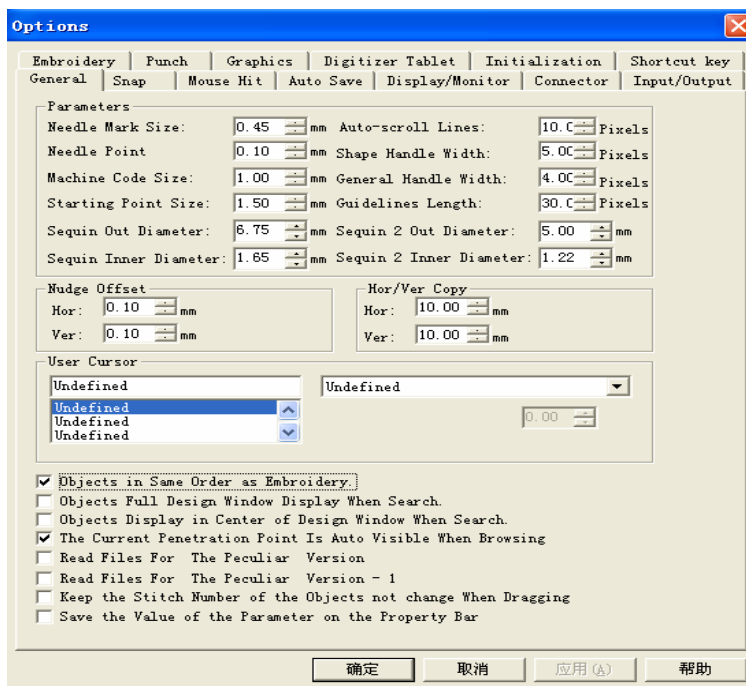 Options
Embroidery Punch Graphics Digitizer Tablet Initialization Shortcut key
General Snap Mouse Hit Auto Save Display/Monitor Connector Input/Output
Parameters
Needle Mark Size: 0.45 mm Auto-scroll Lines: 10.0 Pixels
Needle Point 0.10 mm Shape Handle Width: 5.00 Pixels
Machine Code Size: 1.00 mm General Handle Width: 4.00 Pixels
Starting Point Size: 1.50 mm Guidelines Length: 30.0 Pixels
Sequin Out Diameter: 6.75 mm Sequin 2 Out Diameter: 5.00 mm
Sequin Inner Diameter: 1.65 mm Sequin 2 Inner Diameter: 1.22 mm
Nudge Offset Hor/Ver Copy
Hor: 0.10 mm Hor: 10.00 mm
Ver: 0.10 mm Ver: 10.00 mm
User Cursor
Undefined Undefined
Undefined
Undefined 0.00
Undefined
Objects in Same Order as Embroidery.
Objects Full Design Window Display When Search.
Objects Display in Center of Design Window When Search.
The Current Penetration Point Is Auto Visible When Browsing
Read Files For The Peculiar Version
Read Files For The Peculiar Version - 1
Keep the Stitch Number of the Objects not change When Dragging
Save the Value of the Parameter on the Property Bar
确定 取消 应用(A) 帮助